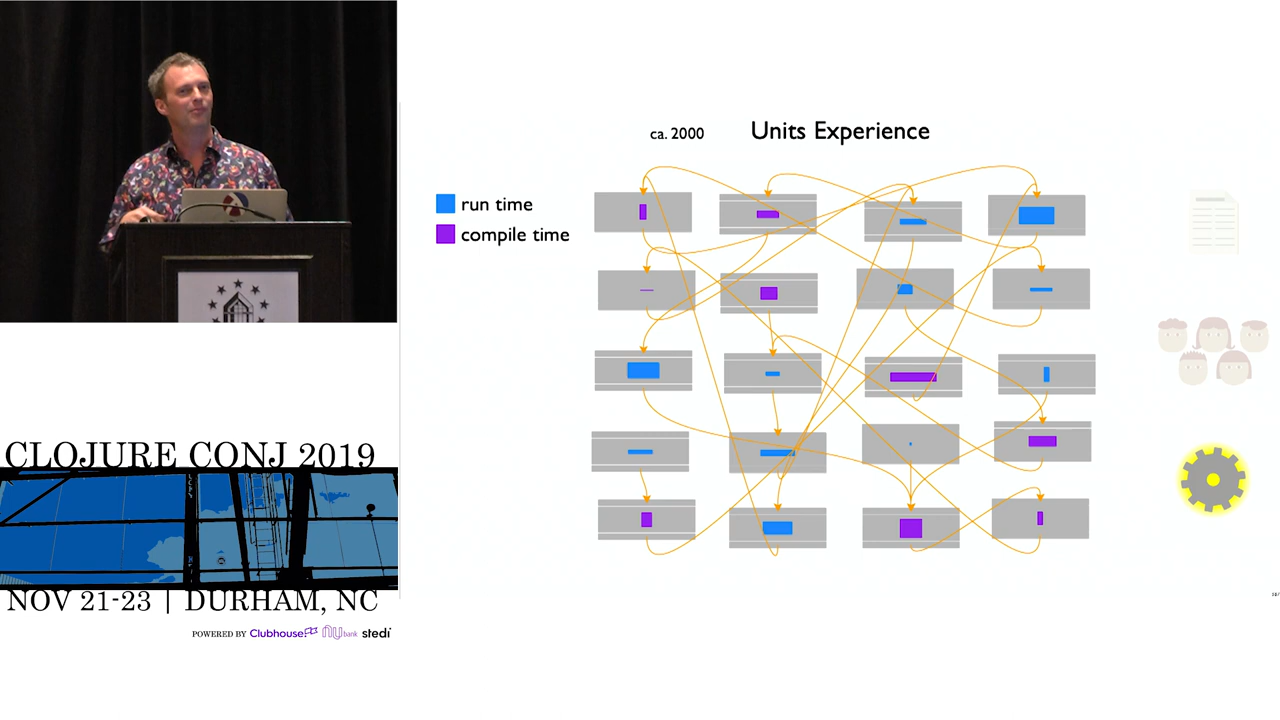 ca. 2000
Units Experience
run time
compile time
CLOJURE CONJ 2019
NOV 21-23 | DURHAM, NC
POWERED BY Clubhouse nu bank stedi